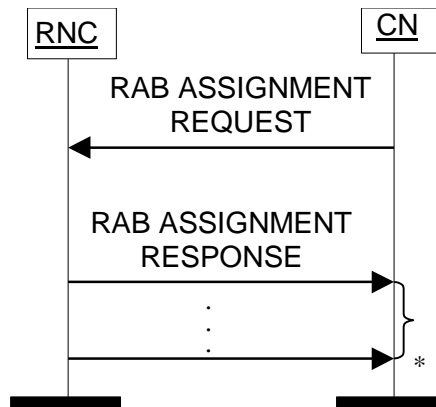 RNC
CN
RAB ASSIGNMENT
REQUEST
RAB ASSIGNMENT
RESPONSE
.
.
.
*